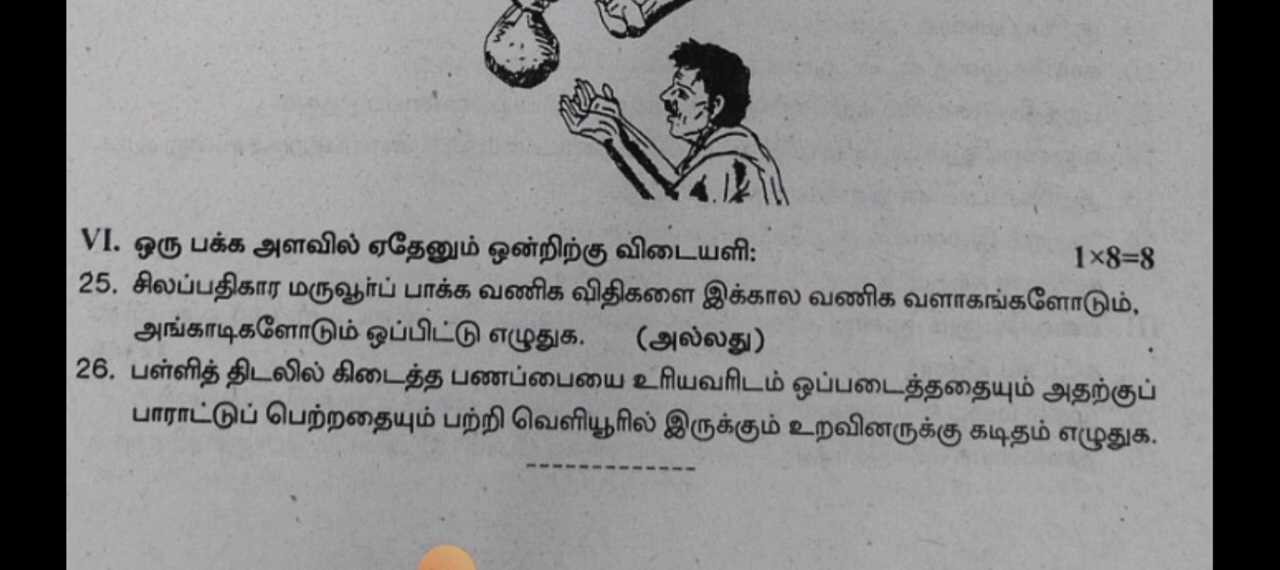 VI. ஒரு பக்க அளவில் ஏதேனும் ஒன்றிற்கு விடையளி: 1×8=8
25. சிலப்பதிகார மருவூர்ப் பாக்க வணிக விதிகளை இக்கால வணிக வளாகங்களோடும்,
அங்காடிகளோடும் ஒப்பிட்டு எழுதுக. (அல்லது)
26. பள்ளித் திடலில் கிடைத்த பணப்பையை உரியவரிடம் ஒப்படைத்ததையும் அதற்குப்
பாராட்டுப் பெற்றதையும் பற்றி வெளியூரில் இருக்கும் உறவினருக்கு கடிதம் எழுதுக.
-------------